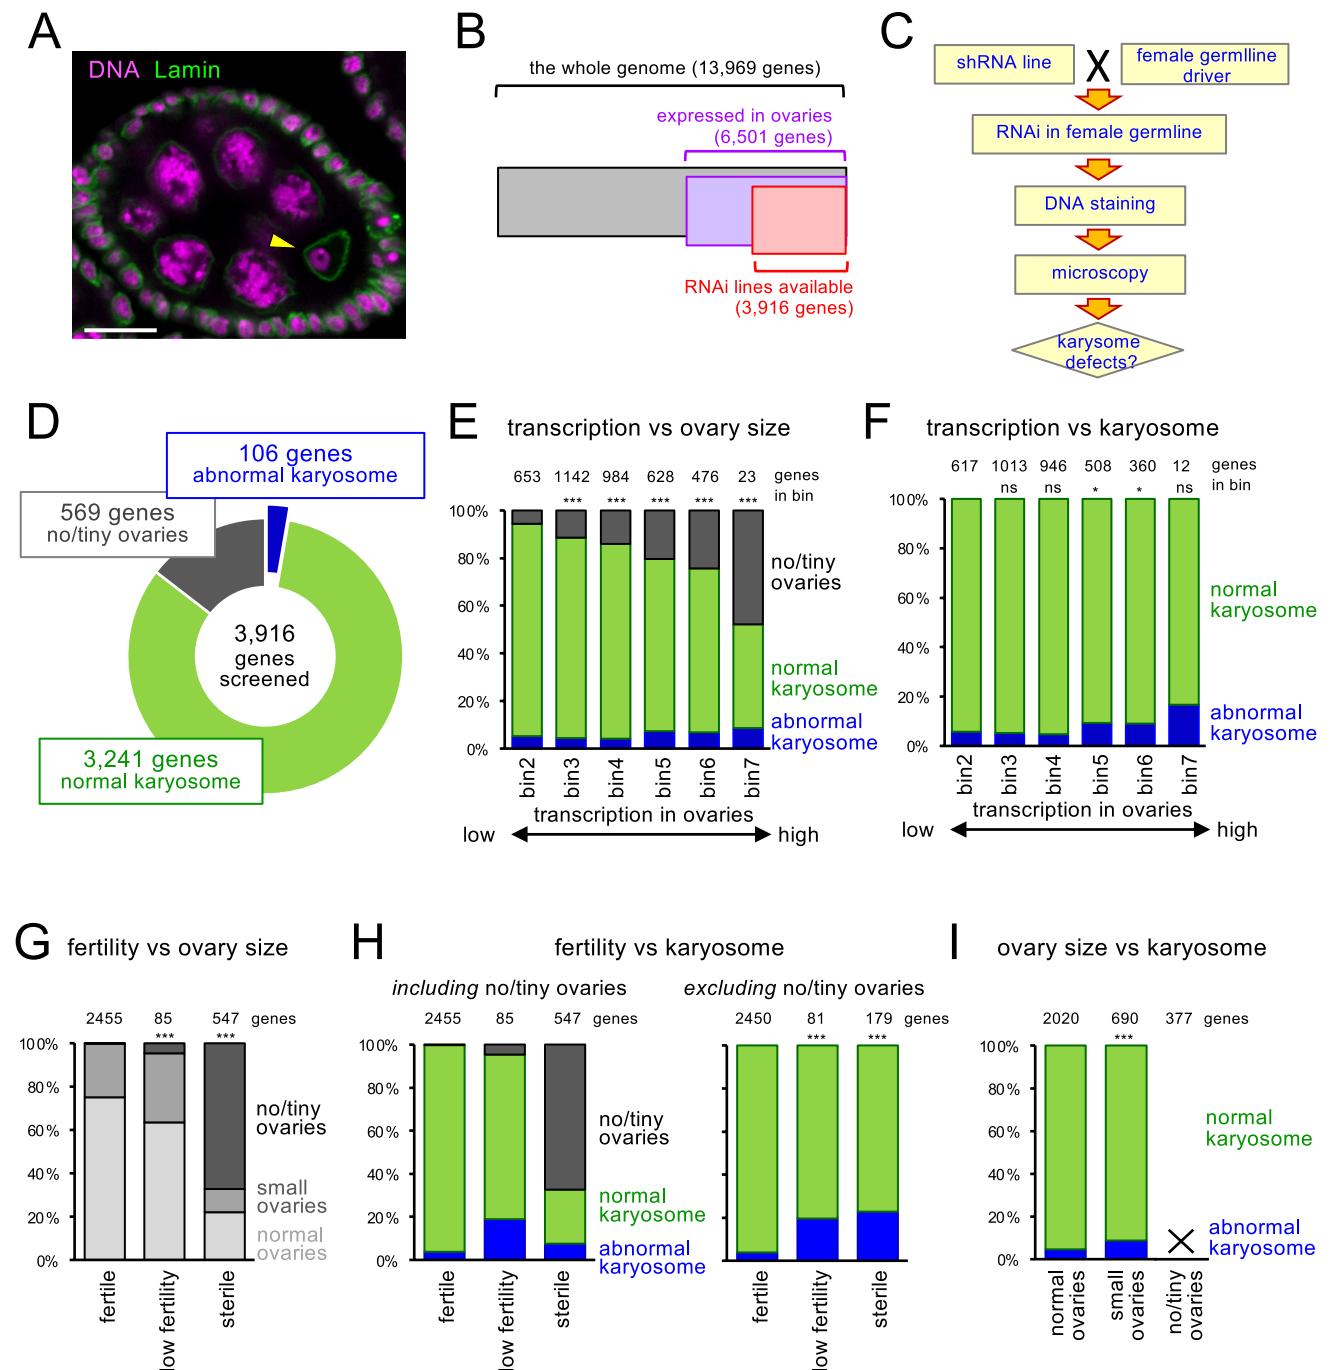 A
DNA Lamin
B
the whole genome (13,969 genes)
expressed in ovaries
(6,501 genes)
RNAi lines available
(3,916 genes)
C
shRNA line
X
female germlline
driver
RNAi in female germline
DNA staining
microscopy
karysome
defects?
D
106 genes
abnormal karyosome
569 genes
no/tiny ovaries
3,916
genes
screened
3,241 genes
normal karyosome
E
transcription vs ovary size
653 1142 984 628 476 23 genes
in bin
*** *** *** *** ***
100%
80%
60%
40%
20%
0%
no/tiny
ovaries
normal
karyosome
abnormal
karyosome
bin2 bin3 bin4 bin5 bin6 bin7
transcription in ovaries
low high
F
transcription vs karyosome
617 1013 946 508 360 12 genes
in bin
ns ns * * ns
100%
80%
60%
40%
20%
0%
normal
karyosome
abnormal
karyosome
bin2 bin3 bin4 bin5 bin6 bin7
transcription in ovaries
low high
G
fertility vs ovary size
2455 85 547 genes
*** ***
100%
80%
60%
40%
20%
0%
no/tiny
ovaries
small
ovaries
normal
ovaries
fertile low fertility sterile
H
fertility vs karyosome
including no/tiny ovaries
2455 85 547 genes
100%
80%
60%
40%
20%
0%
no/tiny
ovaries
normal
karyosome
abnormal
karyosome
fertile low fertility sterile
excluding no/tiny ovaries
2450 81 179 genes
*** ***
100%
80%
60%
40%
20%
0%
fertile low fertility sterile
I
ovary size vs karyosome
2020 690 377 genes
***
100%
80%
60%
40%
20%
0%
normal
karyosome
abnormal
karyosome
normal
ovaries
small
ovaries
no/tiny
ovaries